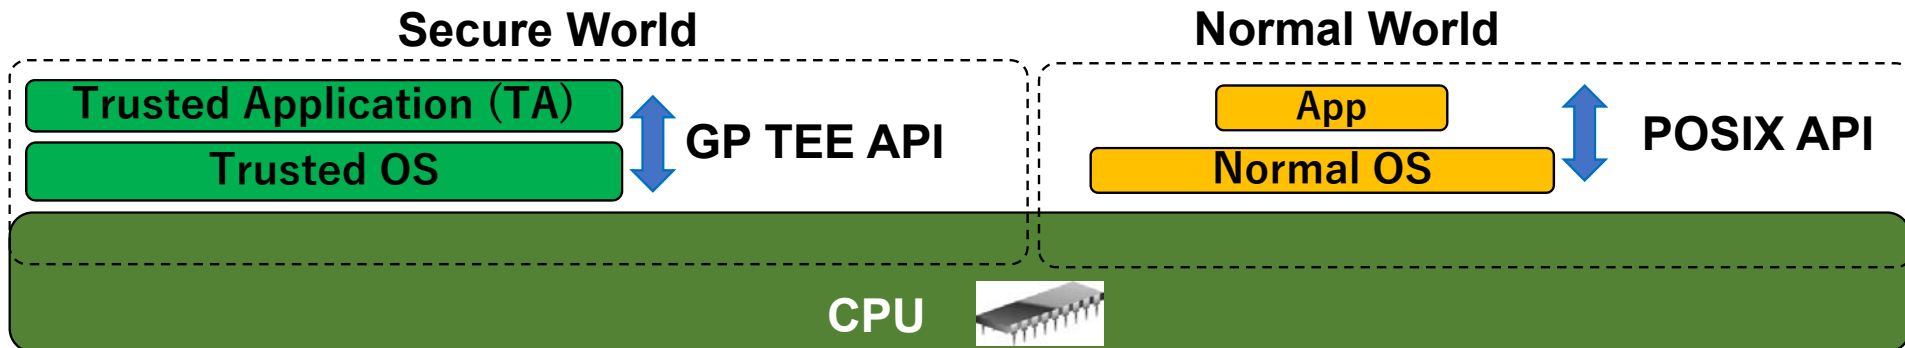 Secure World
Normal World
Trusted Application (TA)
Trusted OS
GP TEE API
App
Normal OS
POSIX API
CPU